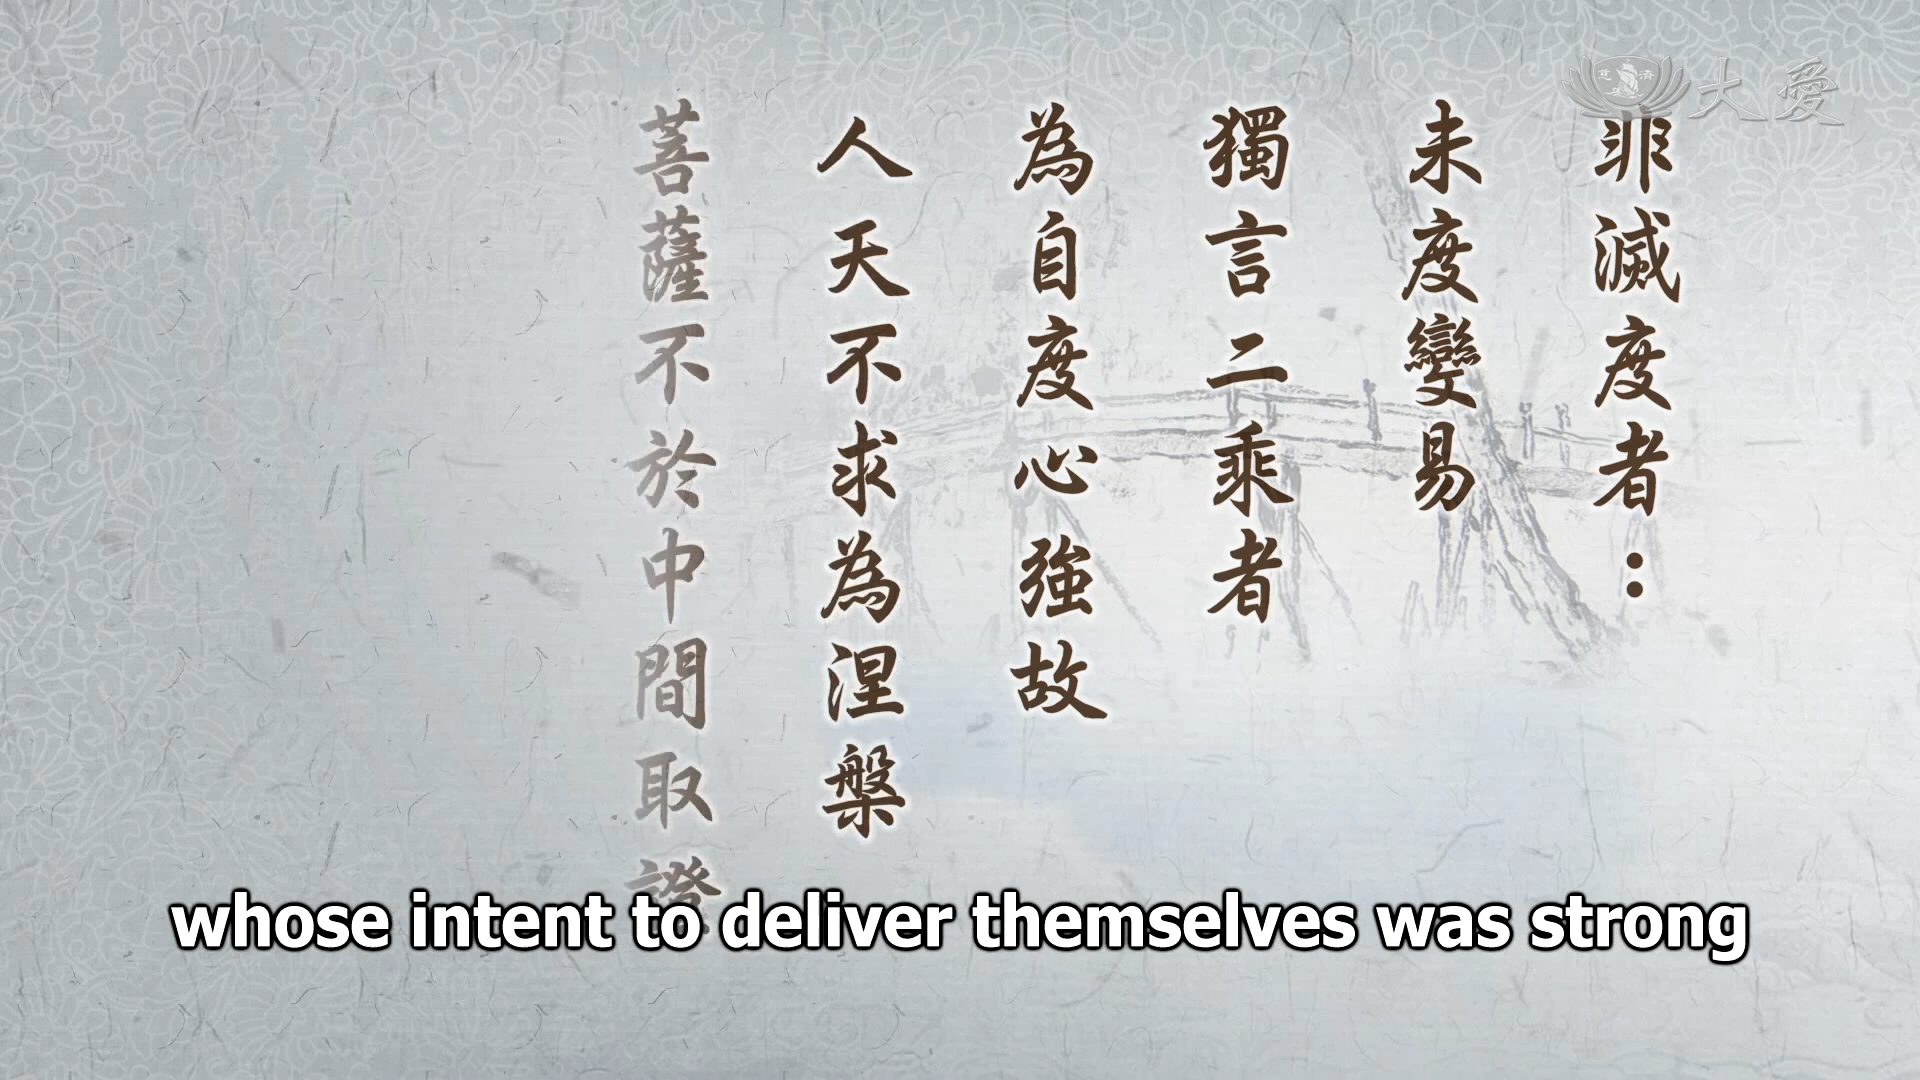 大愛
非滅度者：
未度變易
獨言二乘者
為自度心強故
人天不求為涅槃
菩薩不於中間取證
whose intent to deliver themselves was strong